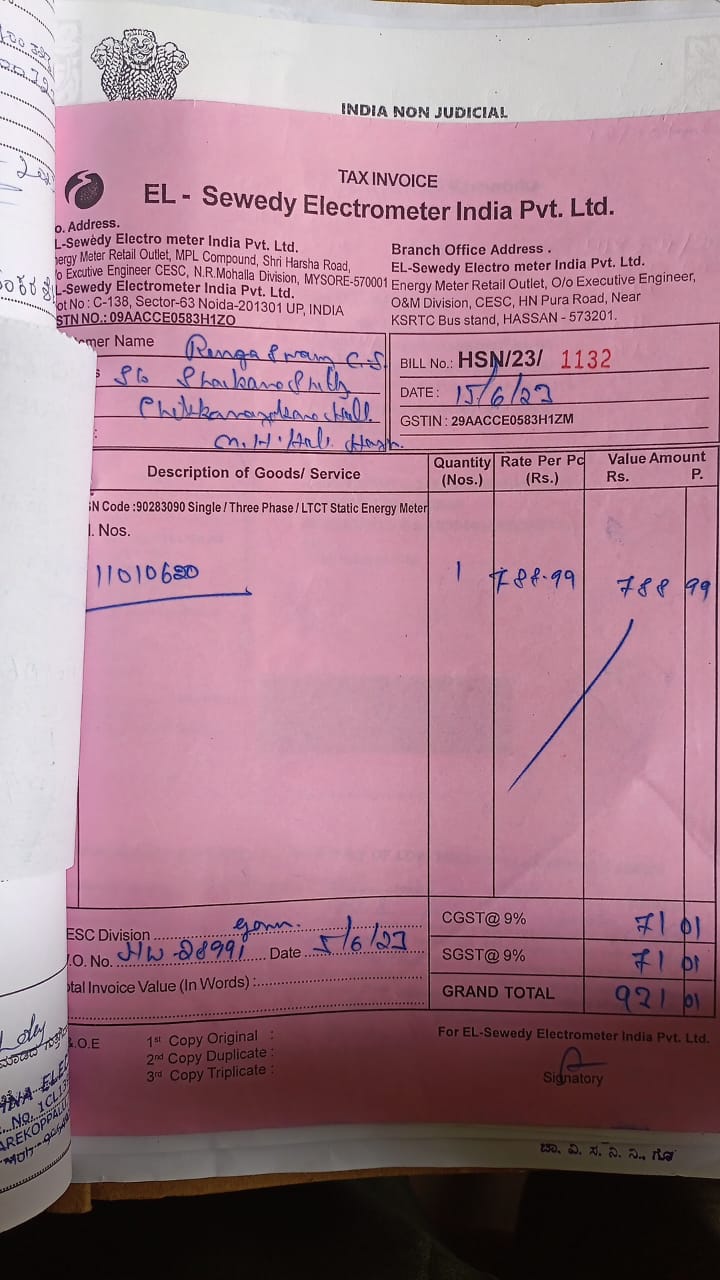 INDIA NON JUDICIAL
TAX INVOICE
EL - Sewedy Electrometer India Pvt. Ltd.
o. Address.
L-Sewedy Electro meter India Pvt. Ltd.
nergy Meter Retail Outlet, MPL Compound, Shri Harsha Road,
/o Excutive Engineer CESC, N.R.Mohalla Division, MYSORE-570001
L-Sewedy Electrometer India Pvt. Ltd.
lot No : C-138, Sector-63 Noida-201301 UP, INDIA
STN NO.: 09AACCE0583H1ZO
Branch Office Address .
EL-Sewedy Electro meter India Pvt. Ltd.
Energy Meter Retail Outlet, O/o Executive Engineer,
O&M Division, CESC, HN Pura Road, Near
KSRTC Bus stand, HASSAN - 573201.
omer Name
S/o
BILL No.: HSN/23/ 1132
DATE : 15/6/23
GSTIN : 29AACCE0583H1ZM
Description of Goods/ Service
Quantity (Nos.)
Rate Per Pc (Rs.)
Value Amount
Rs. P.
SN Code :90283090 Single / Three Phase / LTCT Static Energy Meter
l. Nos.
1 788.99 788 99
ESC Division
.O. No. Date 5/6/23
otal Invoice Value (In Words) :
CGST@ 9% 71 01
SGST@ 9% 71 01
GRAND TOTAL 921 01
.O.E
1st Copy Original :
2nd Copy Duplicate :
3rd Copy Triplicate :
For EL-Sewedy Electrometer India Pvt. Ltd.
Signatory
ಚಾ. ವಿ. ಸ. ನಿ. ನಿ.,